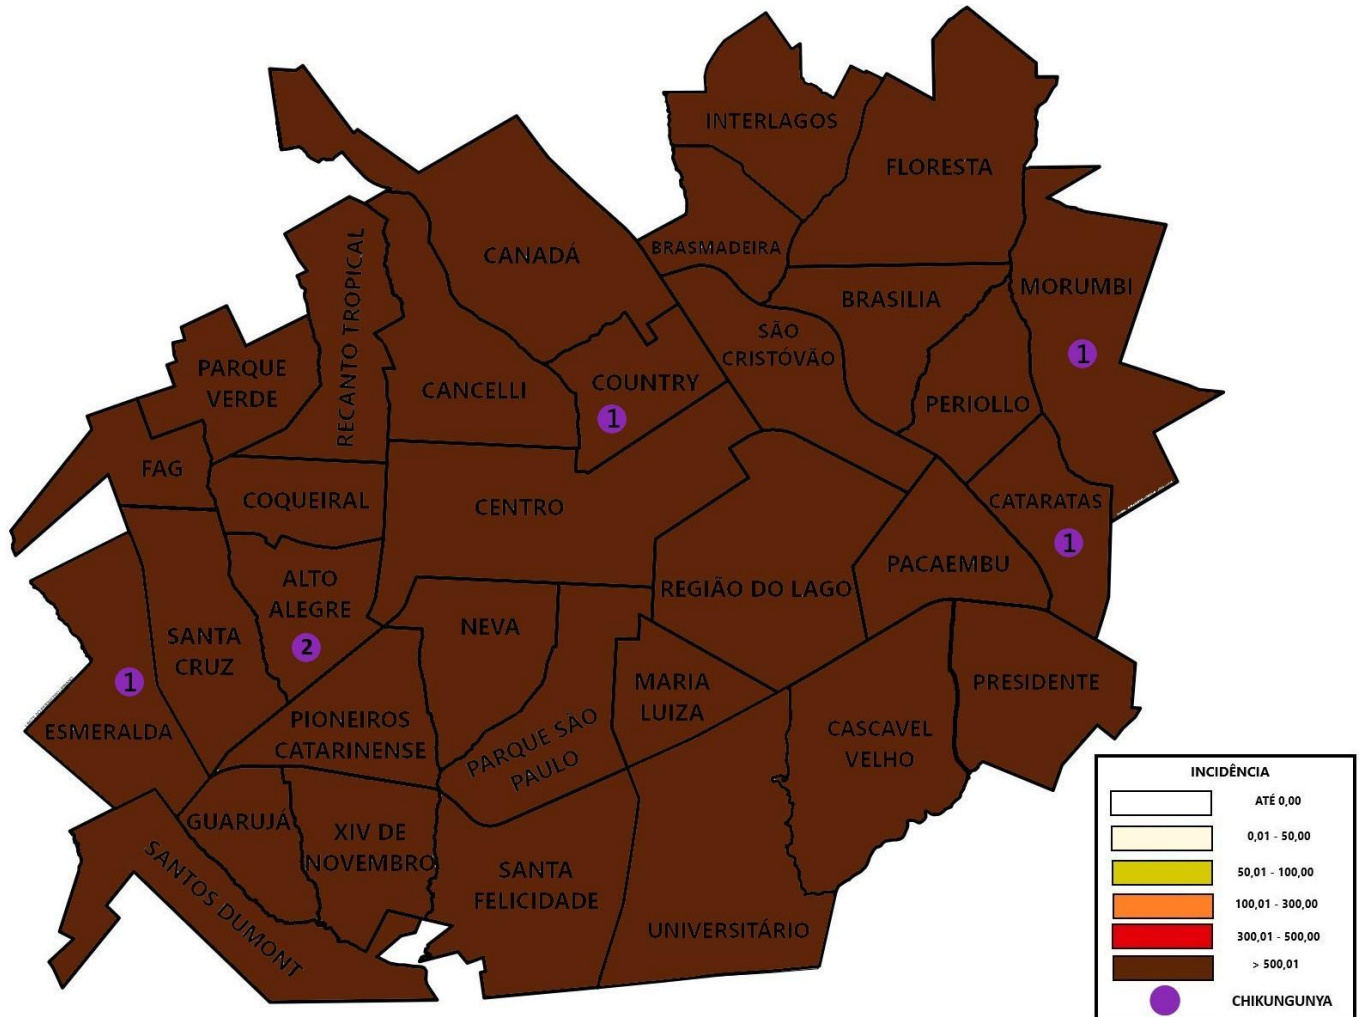 INTERLAGOS
FLORESTA
CANADÁ
BRASMADEIRA
MORUMBI
BRASILIA
RECANTO TROPICAL
SÃO
CRISTÓVÃO
1
PARQUE
VERDE
CANCELLI
COUNTRY
1
PERIOLLO
FAG
COQUEIRAL
CENTRO
CATARATAS
1
ALTO
ALEGRE
2
REGIÃO DO LAGO
PACAEMBU
SANTA
CRUZ
NEVA
1
ESMERALDA
MARIA
LUIZA
PRESIDENTE
PIONEIROS
CATARINENSE
PARQUE SÃO
PAULO
CASCAVEL
VELHO
GUARUJÁ
XIV DE
NOVEMBRO
SANTOS DUMONT
SANTA
FELICIDADE
UNIVERSITÁRIO
INCIDÊNCIA
ATÉ 0,00
0,01 - 50,00
50,01 - 100,00
100,01 - 300,00
300,01 - 500,00
> 500,01
CHIKUNGUNYA